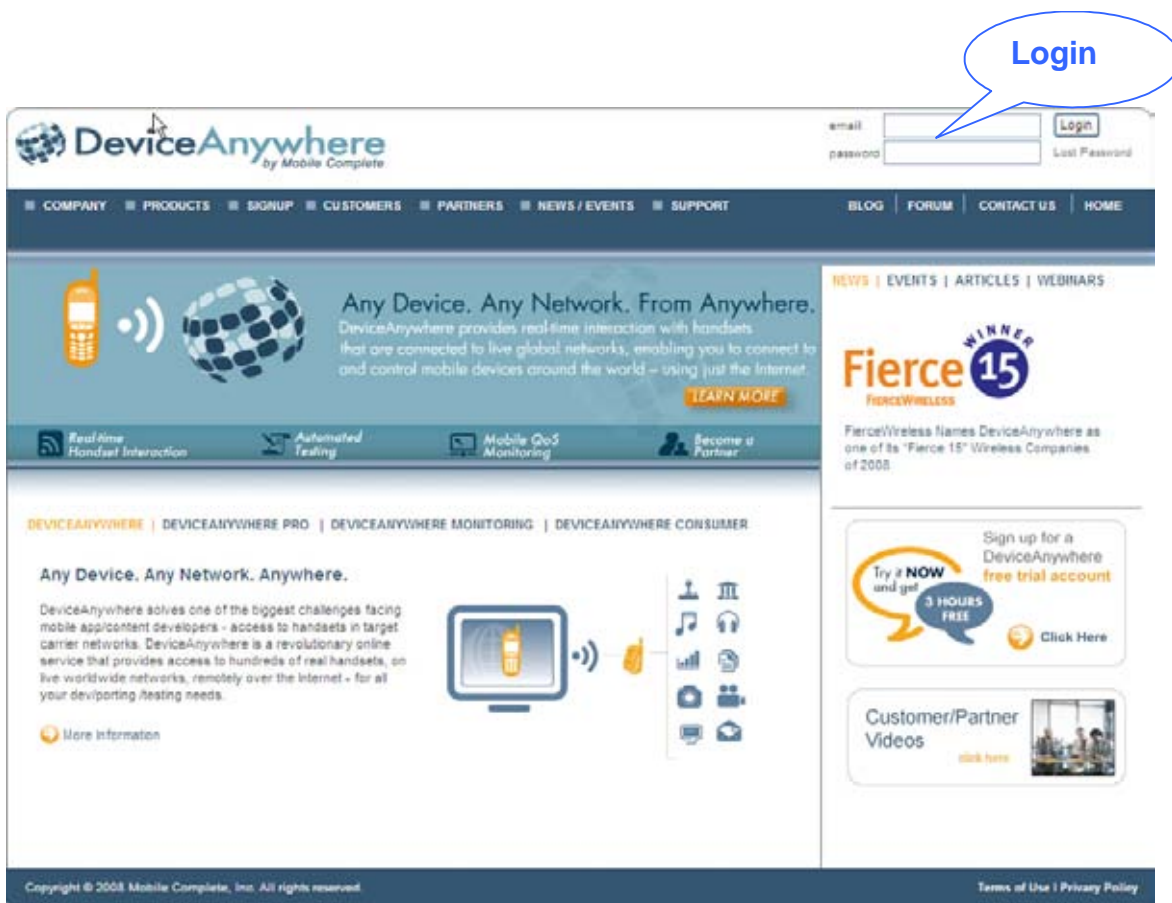 Login
DeviceAnywhere
by Mobile Complete
email
Login
password
Lost Password
COMPANY PRODUCTS SIGNUP CUSTOMERS PARTNERS NEWS / EVENTS SUPPORT
BLOG | FORUM | CONTACT US | HOME
Any Device. Any Network. From Anywhere.
DeviceAnywhere provides real-time interaction with handsets
that are connected to live global networks, enabling you to connect to
and control mobile devices around the world – using just the Internet.
LEARN MORE
Real-time
Handset Interaction
Automated
Testing
Mobile QoS
Monitoring
Become a
Partner
NEWS | EVENTS | ARTICLES | WEBINARS
WINNER
Fierce 15
FIERCEWIRELESS
FierceWireless Names DeviceAnywhere as
one of its "Fierce 15" Wireless Companies
of 2008
DEVICEANYWHERE | DEVICEANYWHERE PRO | DEVICEANYWHERE MONITORING | DEVICEANYWHERE CONSUMER
Any Device. Any Network. Anywhere.
DeviceAnywhere solves one of the biggest challenges facing
mobile app/content developers - access to handsets in target
carrier networks. DeviceAnywhere is a revolutionary online
service that provides access to hundreds of real handsets, on
live worldwide networks, remotely over the Internet - for all
your dev/porting /testing needs.
More Information
Try it NOW
and get
3 HOURS
FREE
Sign up for a
DeviceAnywhere
free trial account
Click Here
Customer/Partner
Videos
click here
Copyright © 2008 Mobile Complete, Inc. All rights reserved.
Terms of Use | Privacy Policy